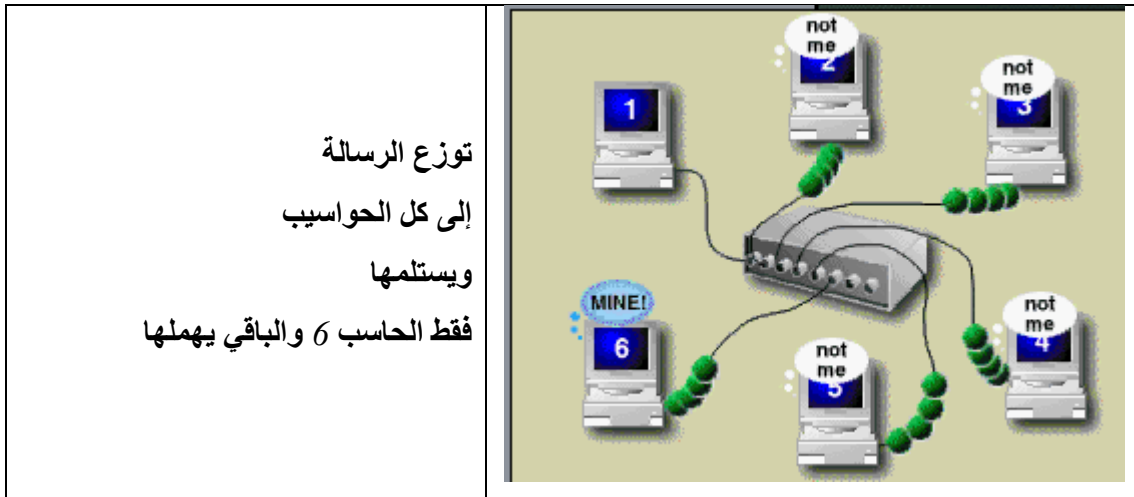 توزع الرسالة
إلى كل الحواسيب
ويستلمها
فقط الحاسب 6 والباقي يهملها
not
me
2
not
me
3
1
MINE!
6
not
me
5
not
me
4